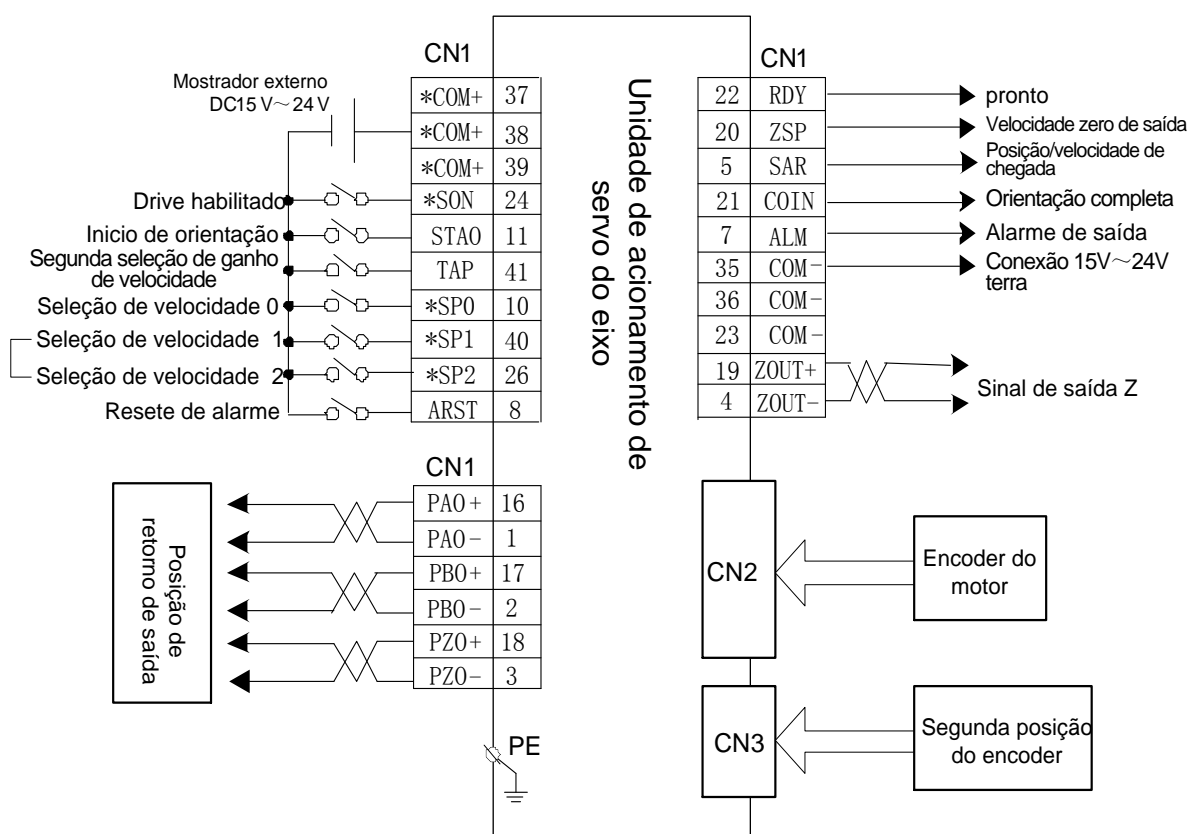 CN1
Mostrador externo
DC15 V～24 V
*COM+ 37
*COM+ 38
*COM+ 39
Drive habilitado *SON 24
Inicio de orientação STAO 11
Segunda seleção de ganho
de velocidade
TAP 41
Seleção de velocidade 0 *SP0 10
Seleção de velocidade 1 *SP1 40
Seleção de velocidade 2 *SP2 26
Resete de alarme ARST 8
Unidade de acionamento de
servo do eixo
CN1
22 RDY pronto
20 ZSP Velocidade zero de saída
5 SAR
Posição/velocidade de
chegada
21 COIN Orientação completa
7 ALM Alarme de saída
35 COM-
Conexão 15V～24V
terra
36 COM-
23 COM-
19 ZOUT+
4 ZOUT-
Sinal de saída Z
CN1
PAO+ 16
PAO- 1
PBO+ 17
PBO- 2
PZO+ 18
PZO- 3
Posição de
retorno de saída
PE
CN2
Encoder do
motor
CN3
Segunda posição
do encoder